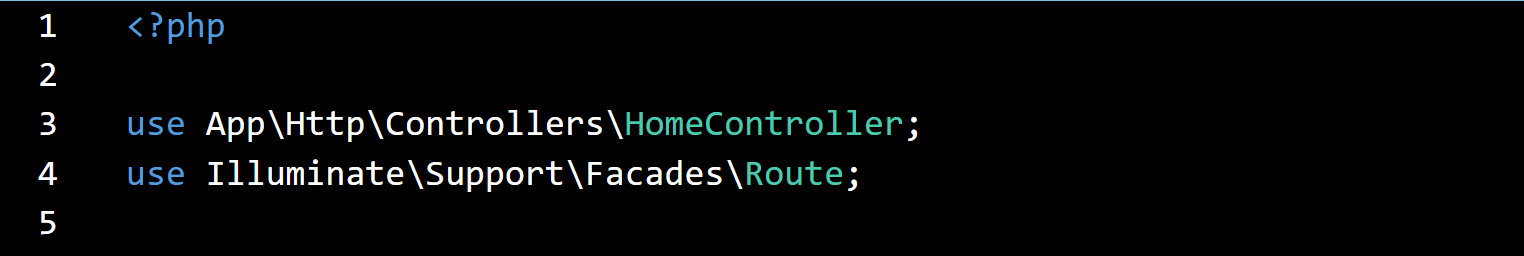 1 <?php
2
3 use App\Http\Controllers\HomeController;
4 use Illuminate\Support\Facades\Route;
5